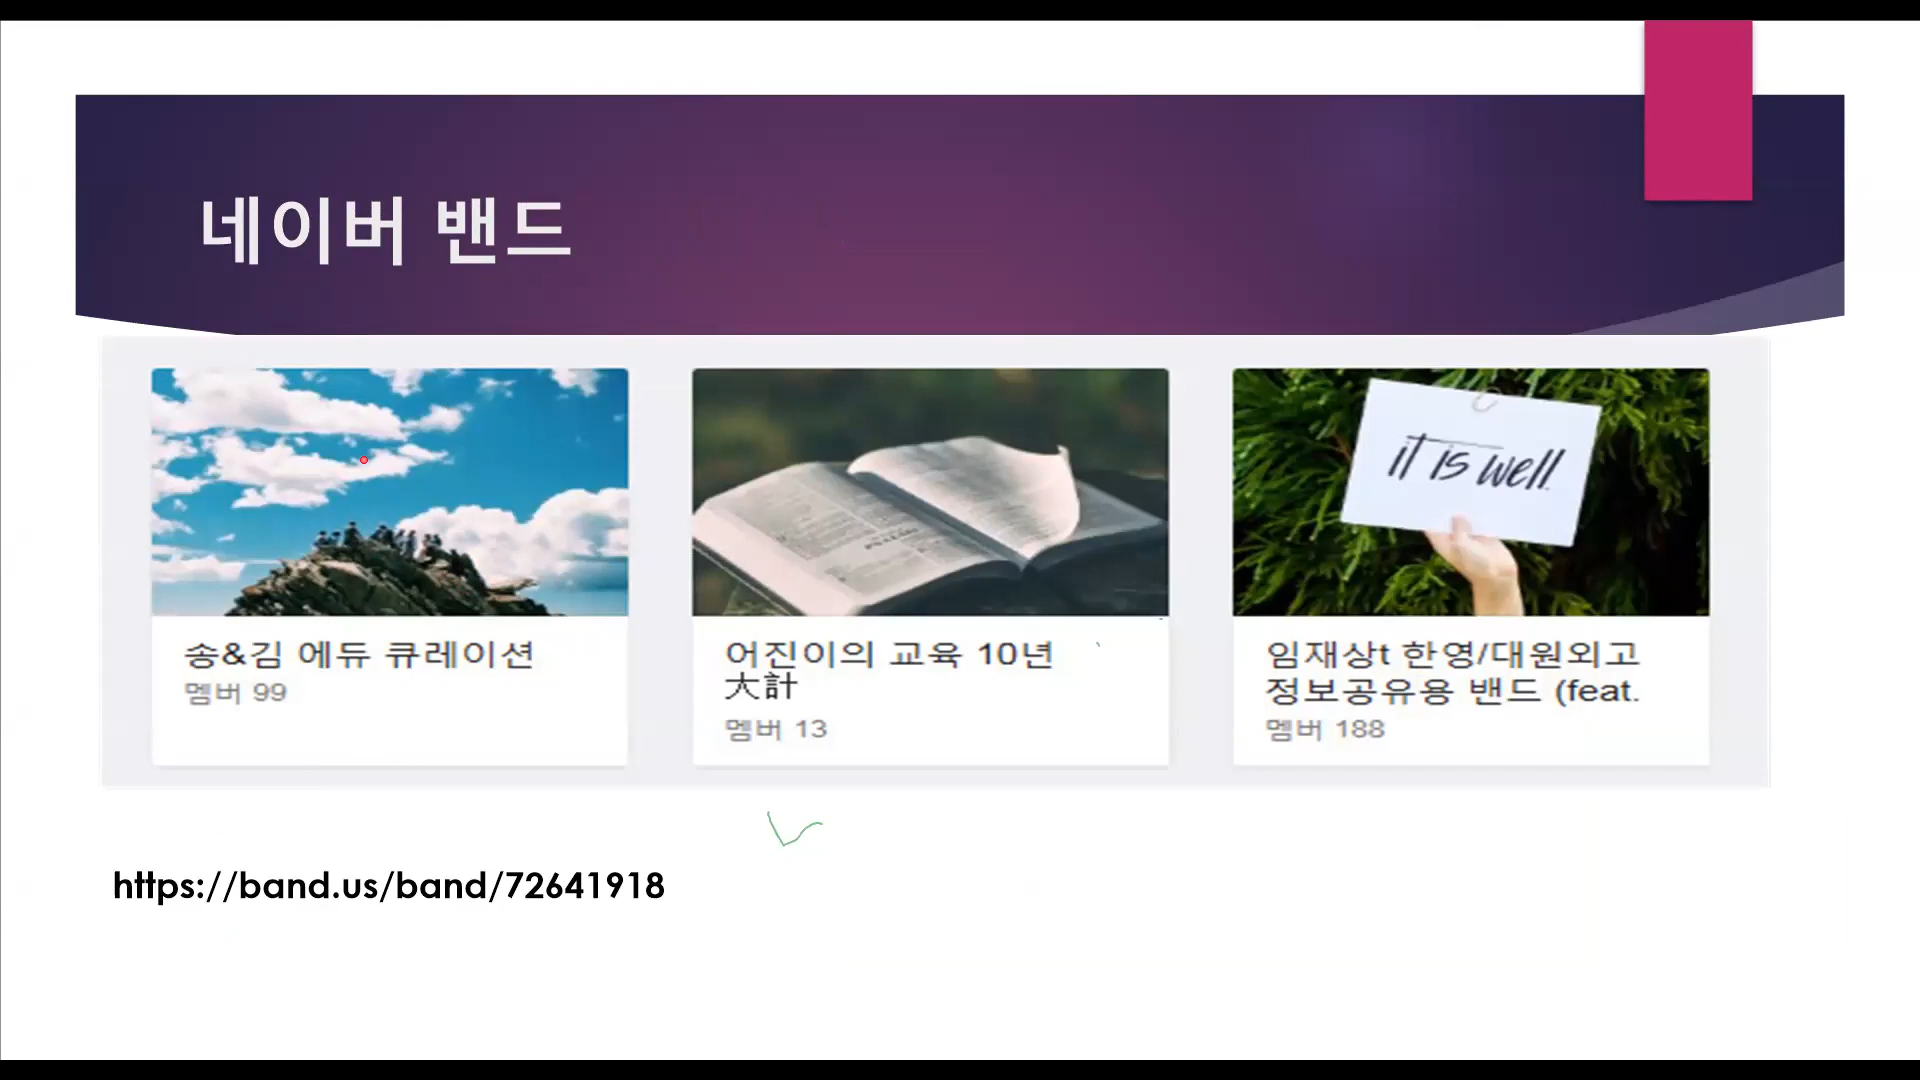 네이버 밴드
it is well.
송&김 에듀 큐레이션
멤버 99
어진이의 교육 10년
大計
멤버 13
임재상t 한영/대원외고
정보공유용 밴드 (feat.
멤버 188
https://band.us/band/72641918